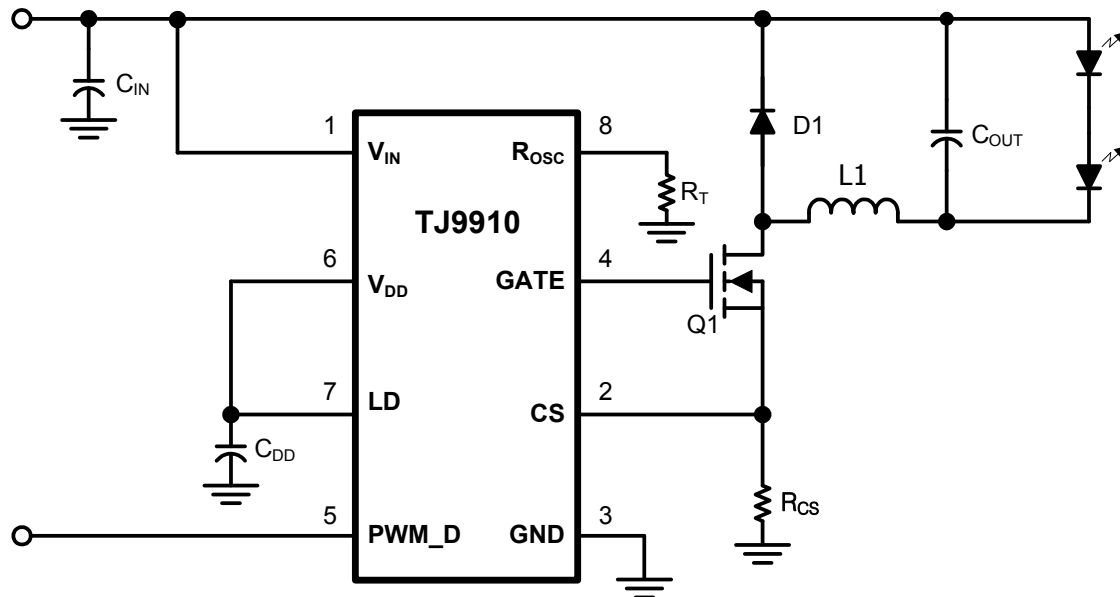 C_IN
1
V_IN
8
R_OSC
R_T
D1
C_OUT
L1
TJ9910
6
V_DD
GATE
4
Q1
7
LD
C_DD
CS
2
R_CS
5
PWM_D
GND
3